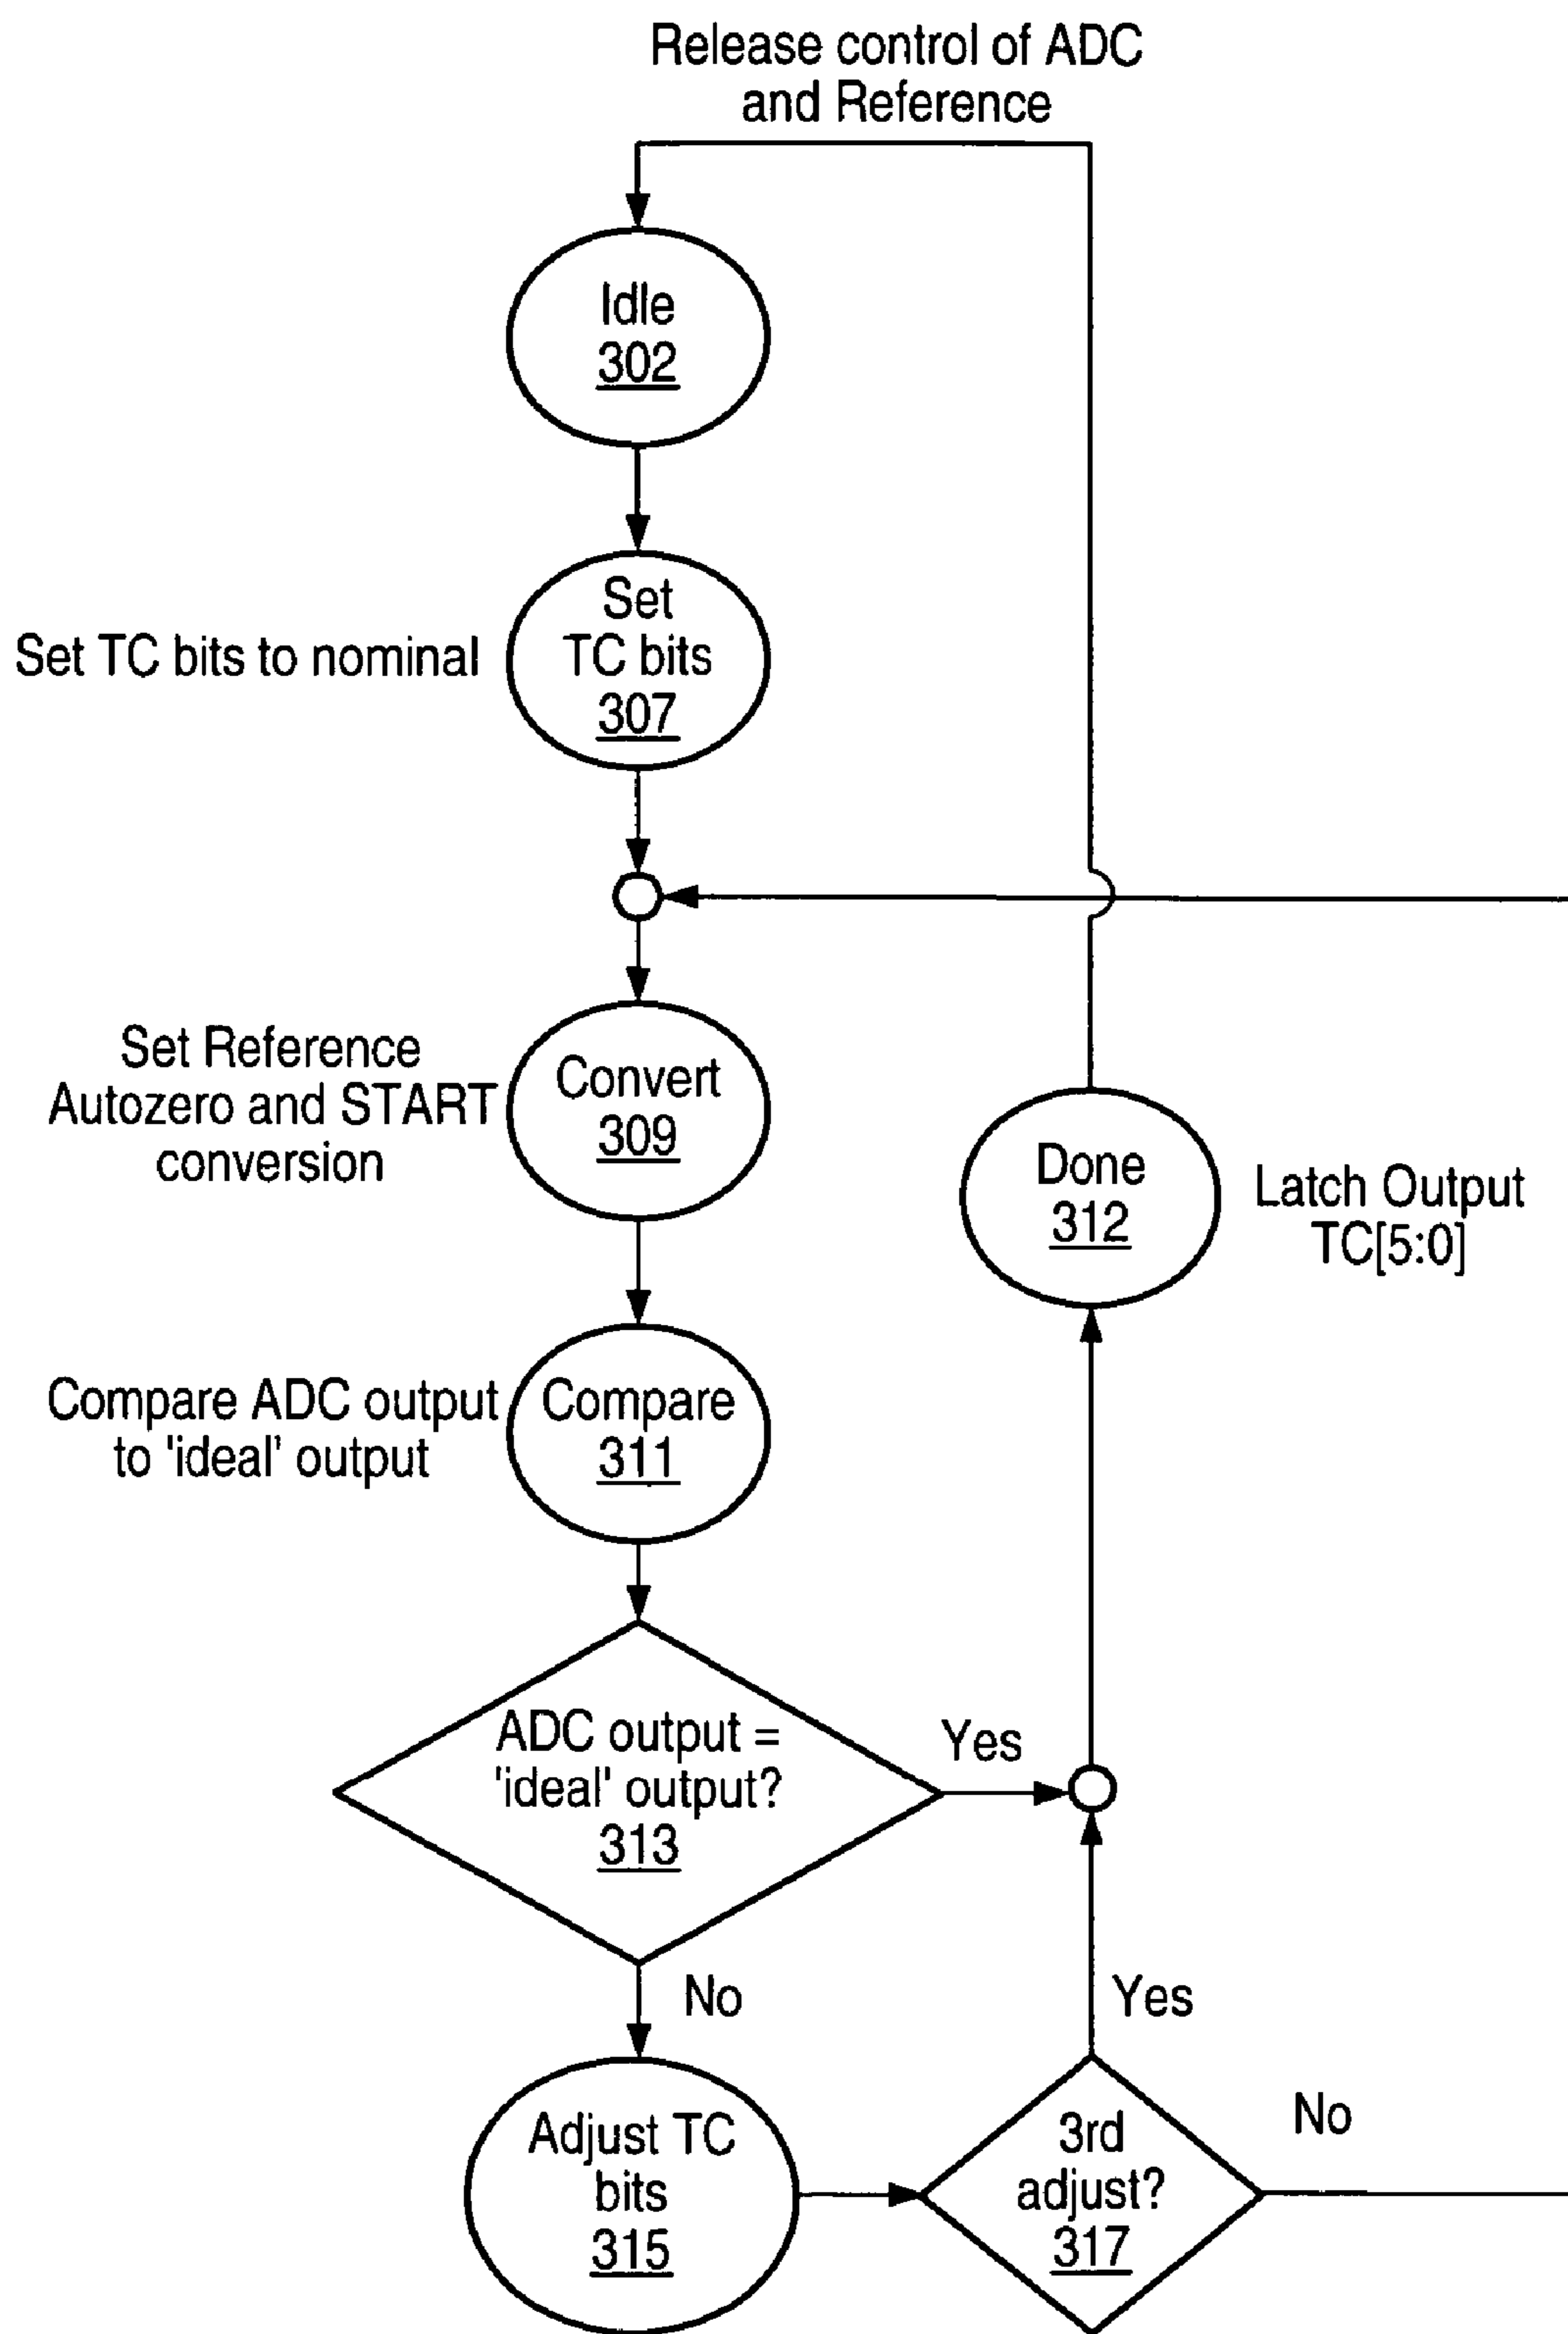 Release control of ADC
and Reference
Idle
302
Set TC bits to nominal
Set
TC bits
307
Set Reference
Autozero and START
conversion
Convert
309
Done
312
Latch Output
TC[5:0]
Compare ADC output
to 'ideal' output
Compare
311
ADC output =
'ideal' output?
313
Yes
No
Yes
Adjust TC
bits
315
3rd
adjust?
317
No